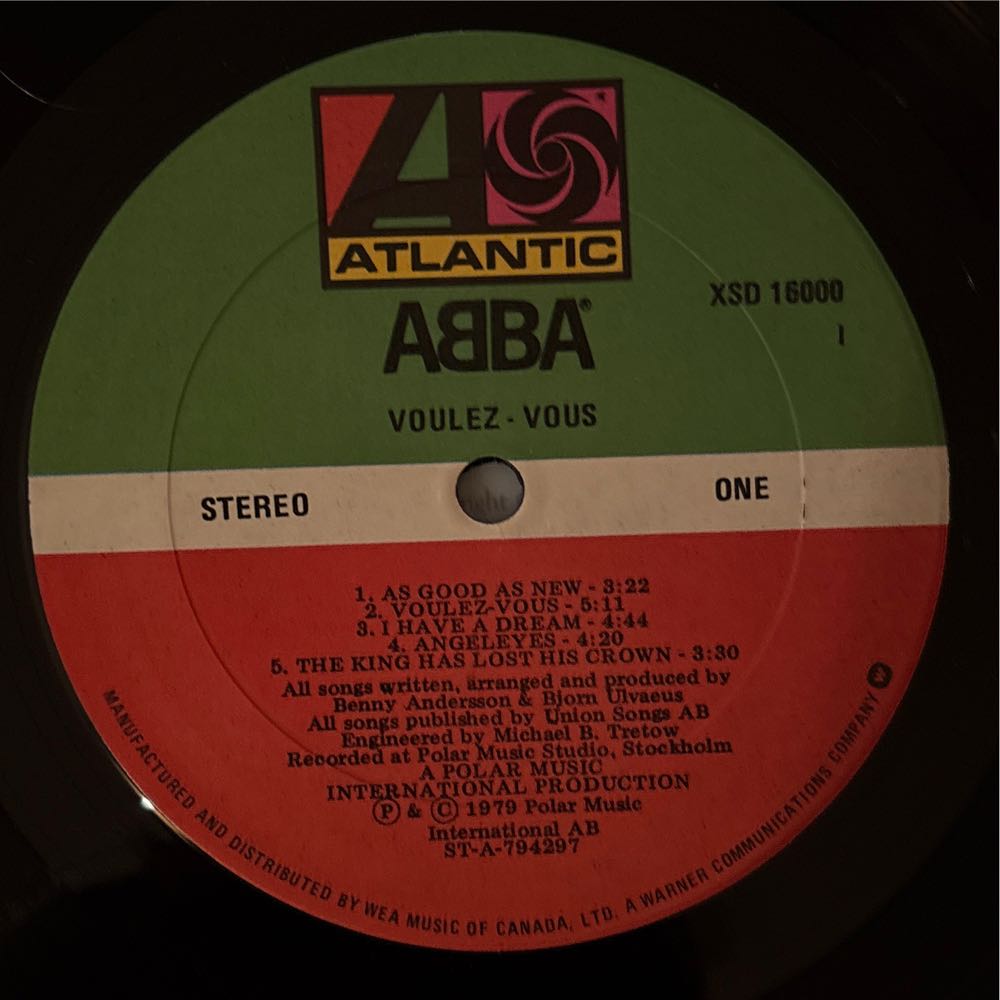 ATLANTIC
ABBA®
XSD 16000
1
VOULEZ-VOUS
STEREO
ONE
1. AS GOOD AS NEW - 3:22
2. VOULEZ-VOUS - 5:11
3. I HAVE A DREAM - 4:44
4. ANGELEYES - 4:20
5. THE KING HAS LOST HIS CROWN - 3:30
All songs written, arranged and produced by
Benny Andersson & Bjorn Ulvaeus
All songs published by Union Songs AB
Engineered by Michael B. Tretow
Recorded at Polar Music Studio, Stockholm
A POLAR MUSIC
INTERNATIONAL PRODUCTION
Ⓟ & © 1979 Polar Music
International AB
ST-A-794297
MANUFACTURED AND DISTRIBUTED BY WEA MUSIC OF CANADA, LTD. A WARNER COMMUNICATIONS COMPANY